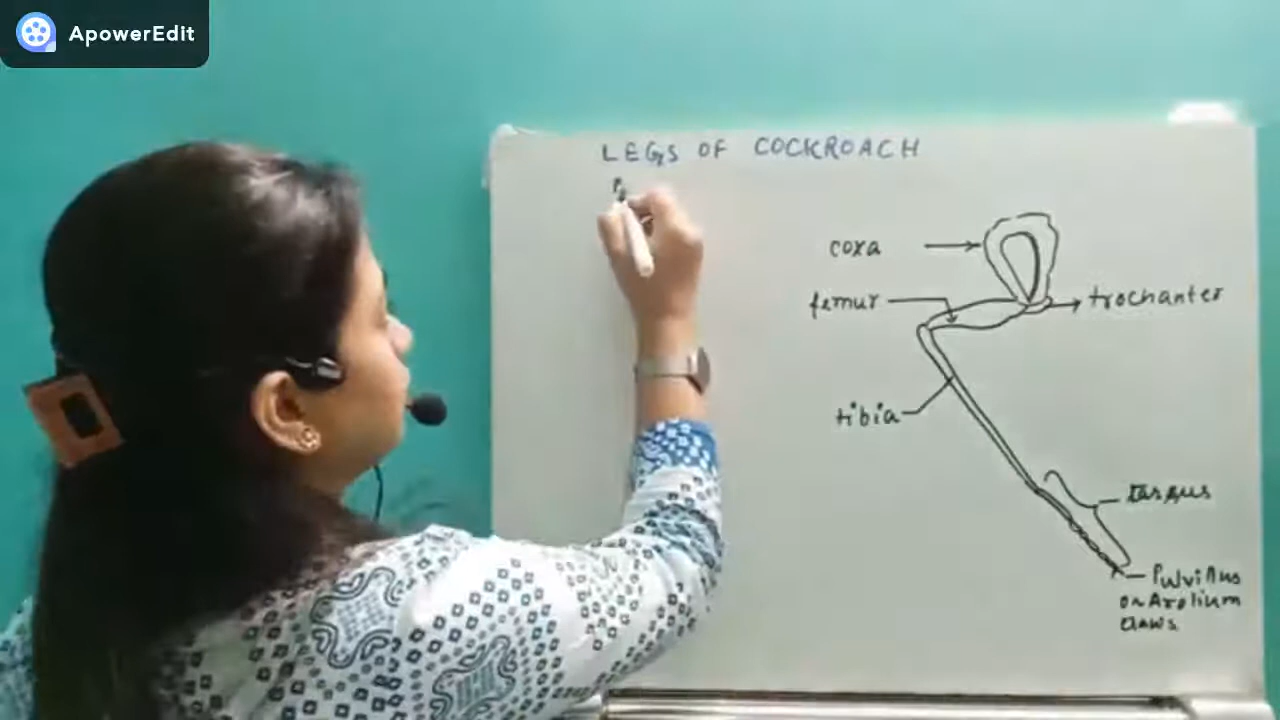 ApowerEdit
LEGS OF COCKROACH
coxa
femur
trochanter
tibia
tarsus
Pulvillus
or Arolium
claws